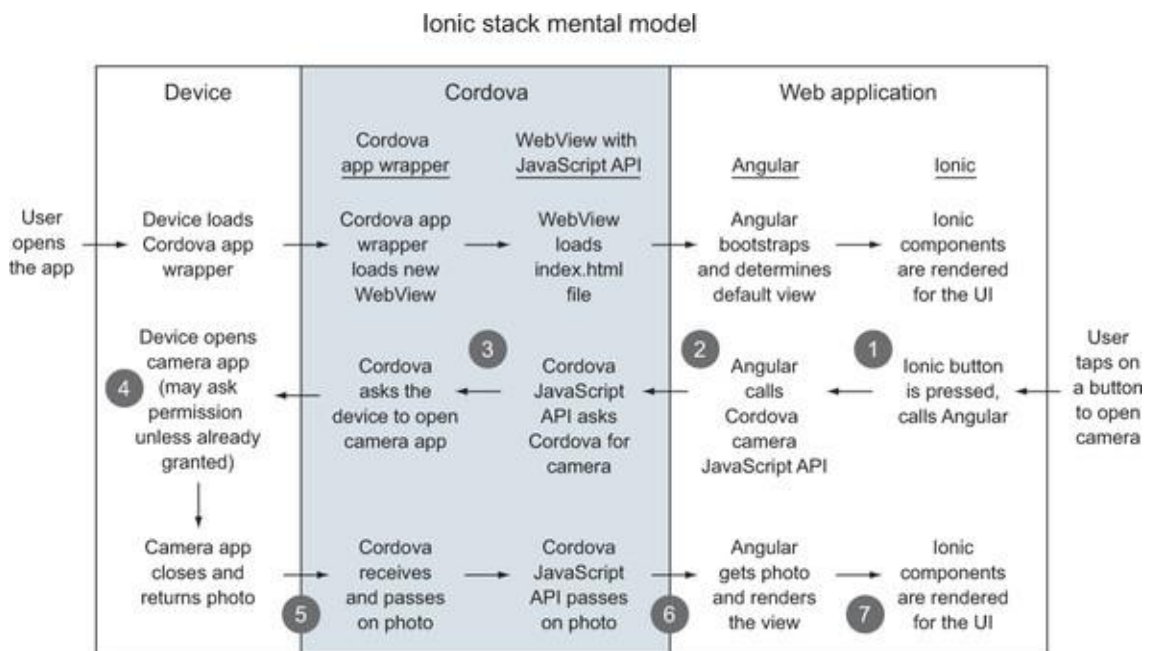 Ionic stack mental model
Device
Cordova
Web application
Cordova
app wrapper
WebView with
JavaScript API
Angular
Ionic
User
opens
the app
Device loads
Cordova app
wrapper
Cordova app
wrapper
loads new
WebView
WebView
loads
index.html
file
Angular
bootstraps
and determines
default view
Ionic
components
are rendered
for the UI
User
taps on
a button
to open
camera
1
Ionic button
is pressed,
calls Angular
2
Angular
calls
Cordova
camera
JavaScript API
3
Cordova
JavaScript
API asks
Cordova for
camera
Cordova
asks the
device to open
camera app
4
Device opens
camera app
(may ask
permission
unless already
granted)
Camera app
closes and
returns photo
5
Cordova
receives
and passes
on photo
Cordova
JavaScript
API passes
on photo
6
Angular
gets photo
and renders
the view
7
Ionic
components
are rendered
for the UI